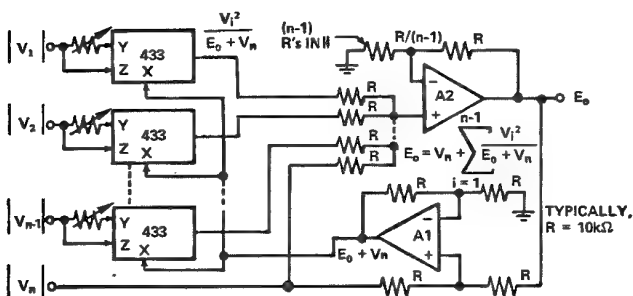 V₁
Y
Z
X
433
Vᵢ²
E₀ + Vₙ
(n-1)
R's IN //
R/(n-1)
R
−
A2
+
E₀
V₂
Y
Z
X
433
R
R
R
R
n-1
E₀ = Vₙ + ∑ Vᵢ²
E₀ + Vₙ
i = 1
Vₙ₋₁
Y
Z
X
433
R
R
−
A1
+
E₀ + Vₙ
TYPICALLY,
R = 10kΩ
Vₙ
R
R